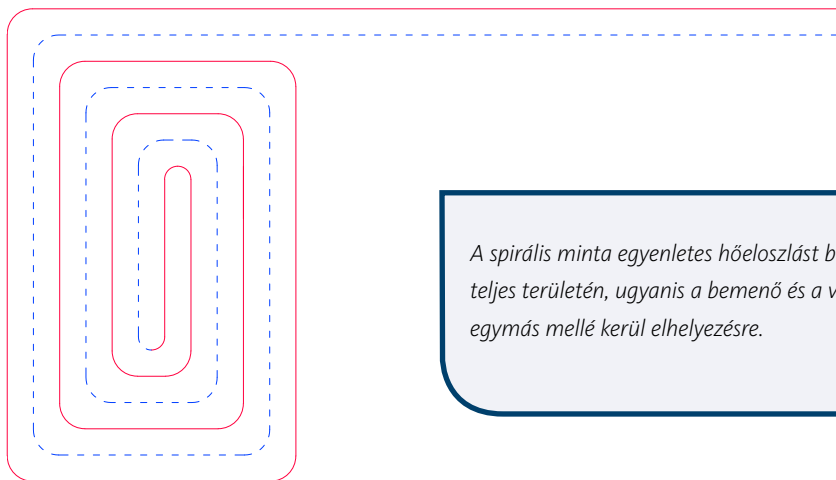 A spirális minta egyenletes hőeloszlást
teljes területén, ugyanis a bemenő és a
egymás mellé kerül elhelyezésre.